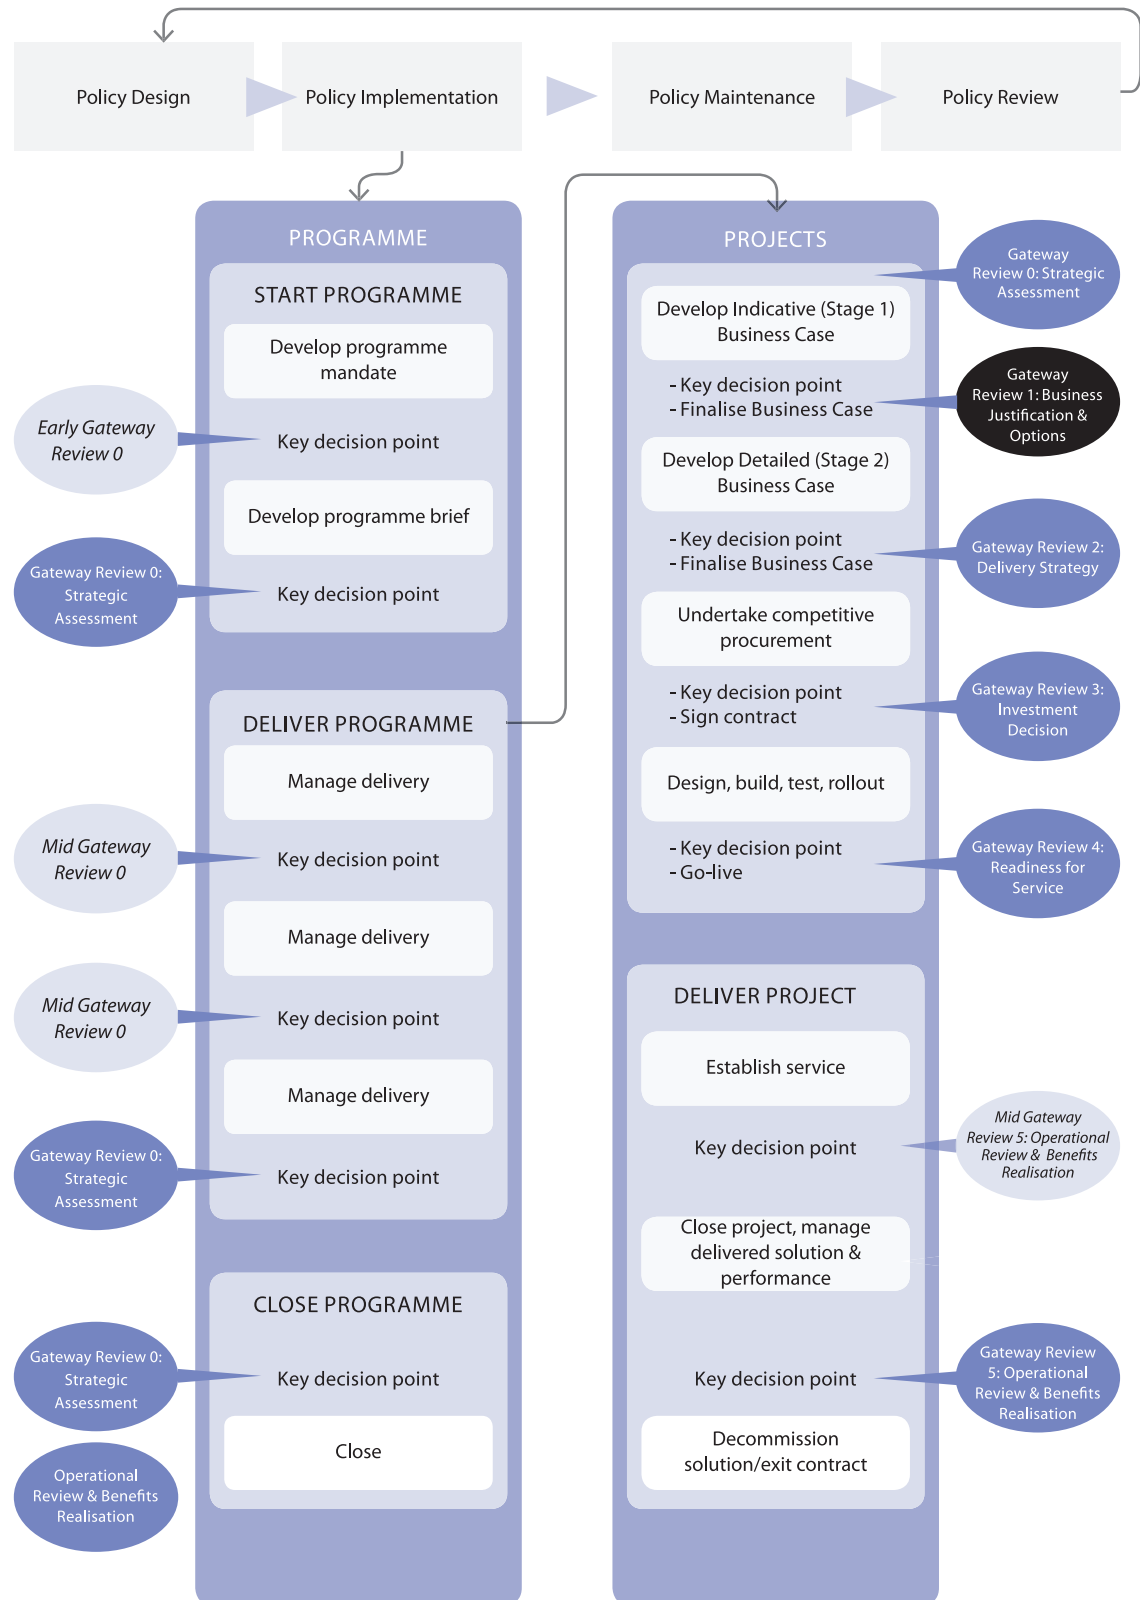 Policy Design
Policy Implementation
Policy Maintenance
Policy Review
PROGRAMME
START PROGRAMME
Develop programme
mandate
Early Gateway
Review 0
Key decision point
Develop programme brief
Gateway Review 0:
Strategic
Assessment
Key decision point
DELIVER PROGRAMME
Manage delivery
Mid Gateway
Review 0
Key decision point
Manage delivery
Mid Gateway
Review 0
Key decision point
Manage delivery
Gateway Review 0:
Strategic
Assessment
Key decision point
CLOSE PROGRAMME
Gateway Review 0:
Strategic
Assessment
Key decision point
Close
Operational
Review & Benefits
Realisation
PROJECTS
Gateway
Review 0: Strategic
Assessment
Develop Indicative (Stage 1)
Business Case
- Key decision point
- Finalise Business Case
Gateway
Review 1: Business
Justification &
Options
Develop Detailed (Stage 2)
Business Case
- Key decision point
- Finalise Business Case
Gateway Review 2:
Delivery Strategy
Undertake competitive
procurement
- Key decision point
- Sign contract
Gateway Review 3:
Investment
Decision
Design, build, test, rollout
- Key decision point
- Go-live
Gateway Review 4:
Readiness for
Service
DELIVER PROJECT
Establish service
Key decision point
Mid Gateway
Review 5: Operational
Review & Benefits
Realisation
Close project, manage
delivered solution &
performance
Key decision point
Gateway Review
5: Operational
Review & Benefits
Realisation
Decommission
solution/exit contract